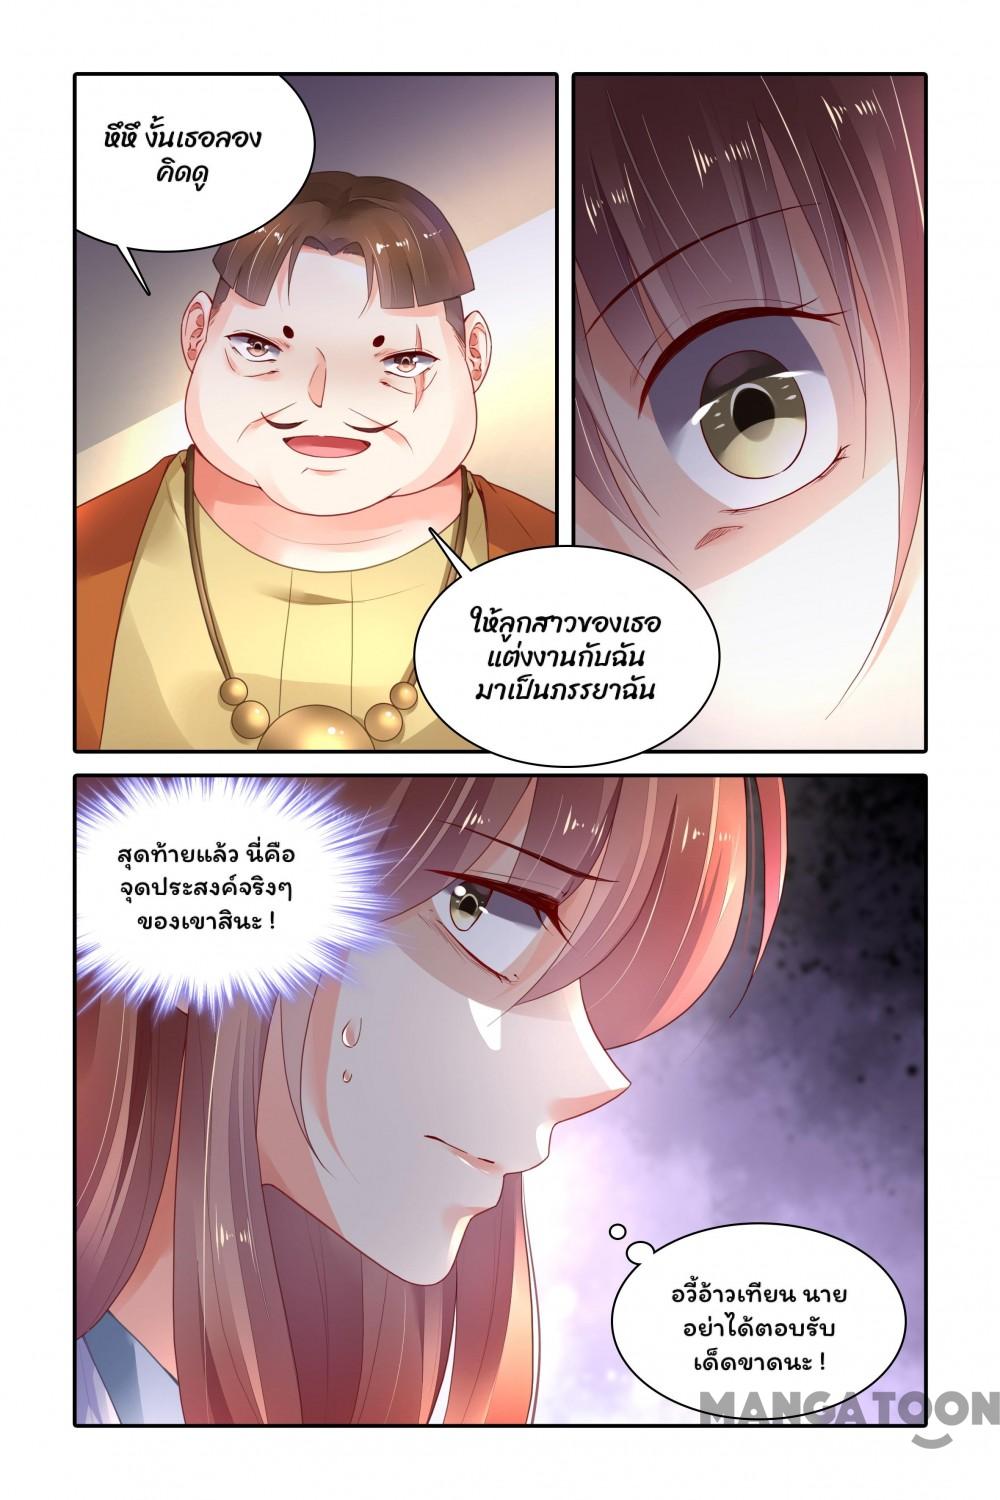 หึหึ งั้นเธอลอง
คิดดู
ให้ลูกสาวของเธอ
แต่งงานกับฉัน
มาเป็นภรรยาฉัน
สุดท้ายแล้ว นี่คือ
จุดประสงค์จริงๆ
ของเขาสินะ !
อวี้อ้าวเทียน นาย
อย่าได้ตอบรับ
เด็ดขาดนะ !
MANGATOON